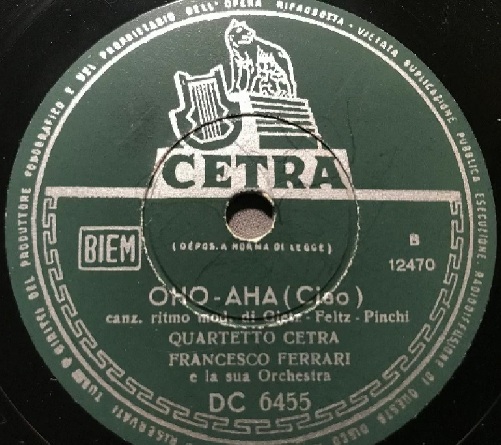 TUTTI I DIRITTI DEL PRODUTTORE FONOGRAFICO E DEL PROPRIETARIO DELL'OPERA RIPRODOTTA - VIETATA DUPLICAZIONE PUBBLICA ESECUZIONE, RADIODIFFUSIONE DI QUESTO DISCO
RISERVATI
CETRA
(DEPOS. A NORMA DI LEGGE)
BIEM
B
12470
OHO-AHA (Ciao)
canz. ritmo mod. di Gietz - Feltz - Pinchi
QUARTETTO CETRA
FRANCESCO FERRARI
e la sua Orchestra
DC 6455